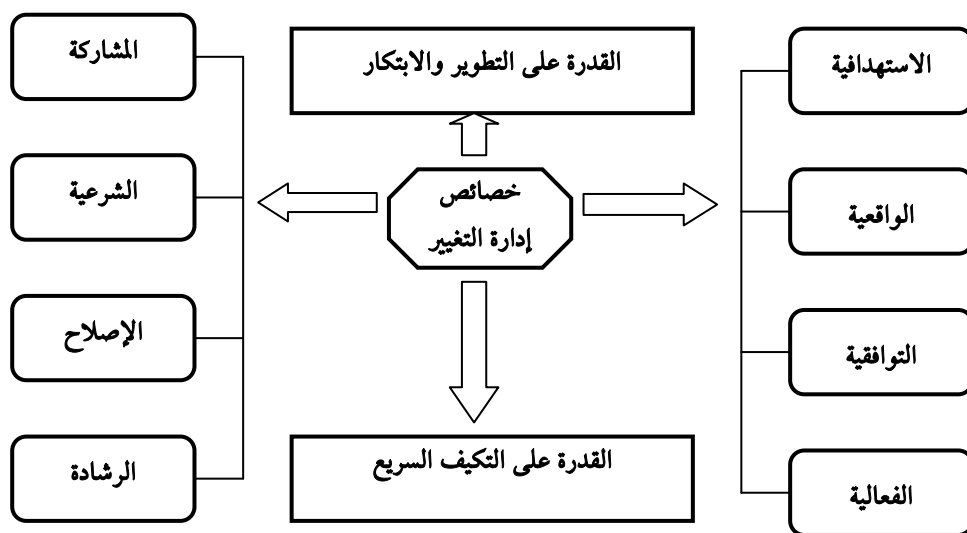 الاستهدافية
القدرة على التطوير والابتكار
المشاركة
الواقعية
خصائص
إدارة التغيير
الشرعية
التوافقية
الإصلاح
الفعالية
القدرة على التكيف السريع
الرشادة